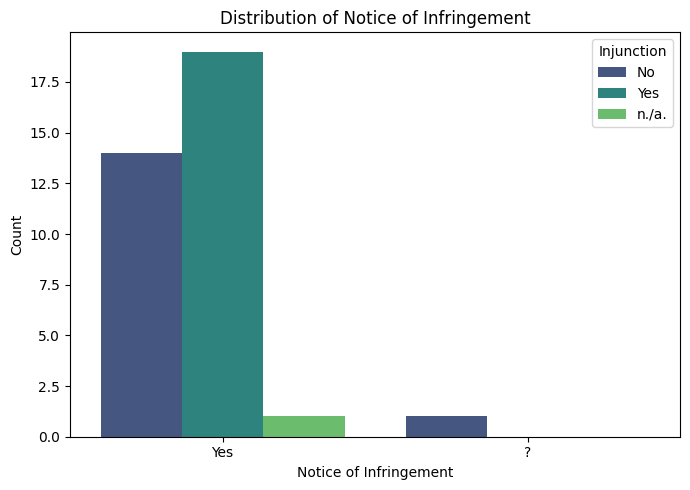 Distribution of Notice of Infringement
Injunction
No
Yes
n./a.
17.5
15.0
12.5
10.0
7.5
5.0
2.5
0.0
Count
Yes
?
Notice of Infringement